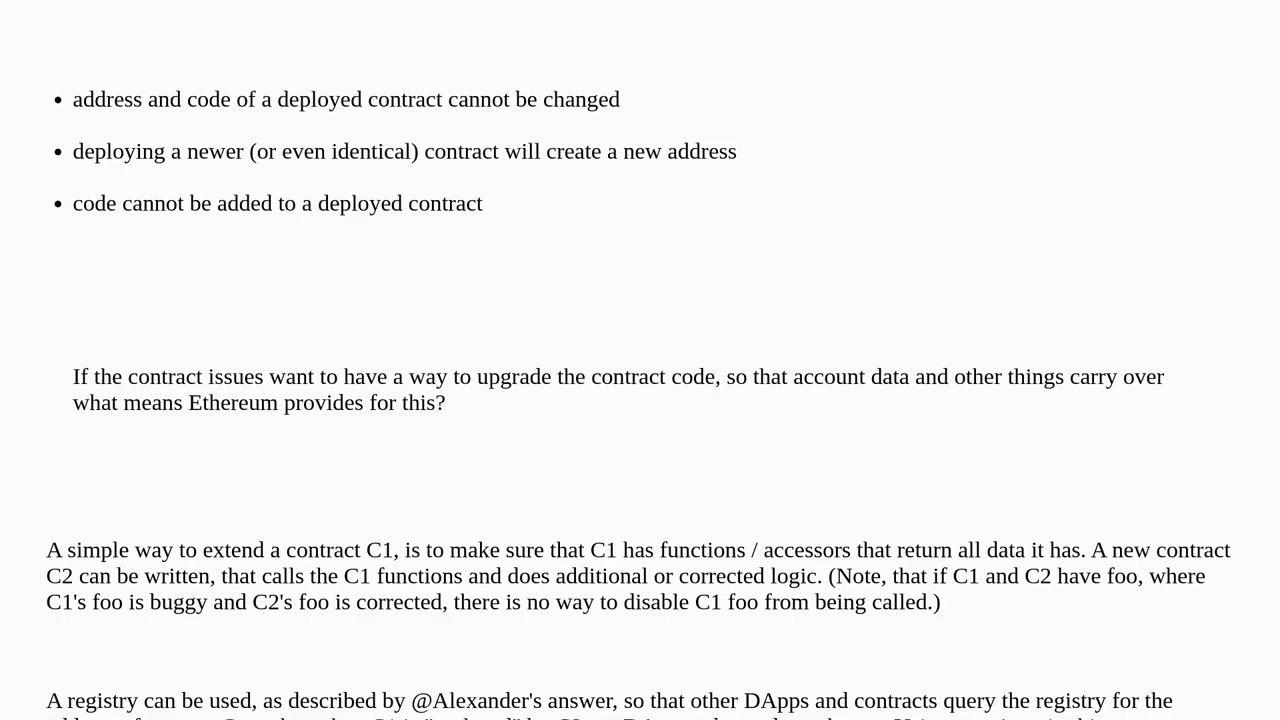 • address and code of a deployed contract cannot be changed
• deploying a newer (or even identical) contract will create a new address
• code cannot be added to a deployed contract
If the contract issues want to have a way to upgrade the contract code, so that account data and other things carry over
what means Ethereum provides for this?
A simple way to extend a contract C1, is to make sure that C1 has functions / accessors that return all data it has. A new contract
C2 can be written, that calls the C1 functions and does additional or corrected logic. (Note, that if C1 and C2 have foo, where
C1's foo is buggy and C2's foo is corrected, there is no way to disable C1 foo from being called.)
A registry can be used, as described by @Alexander's answer, so that other DApps and contracts query the registry for the